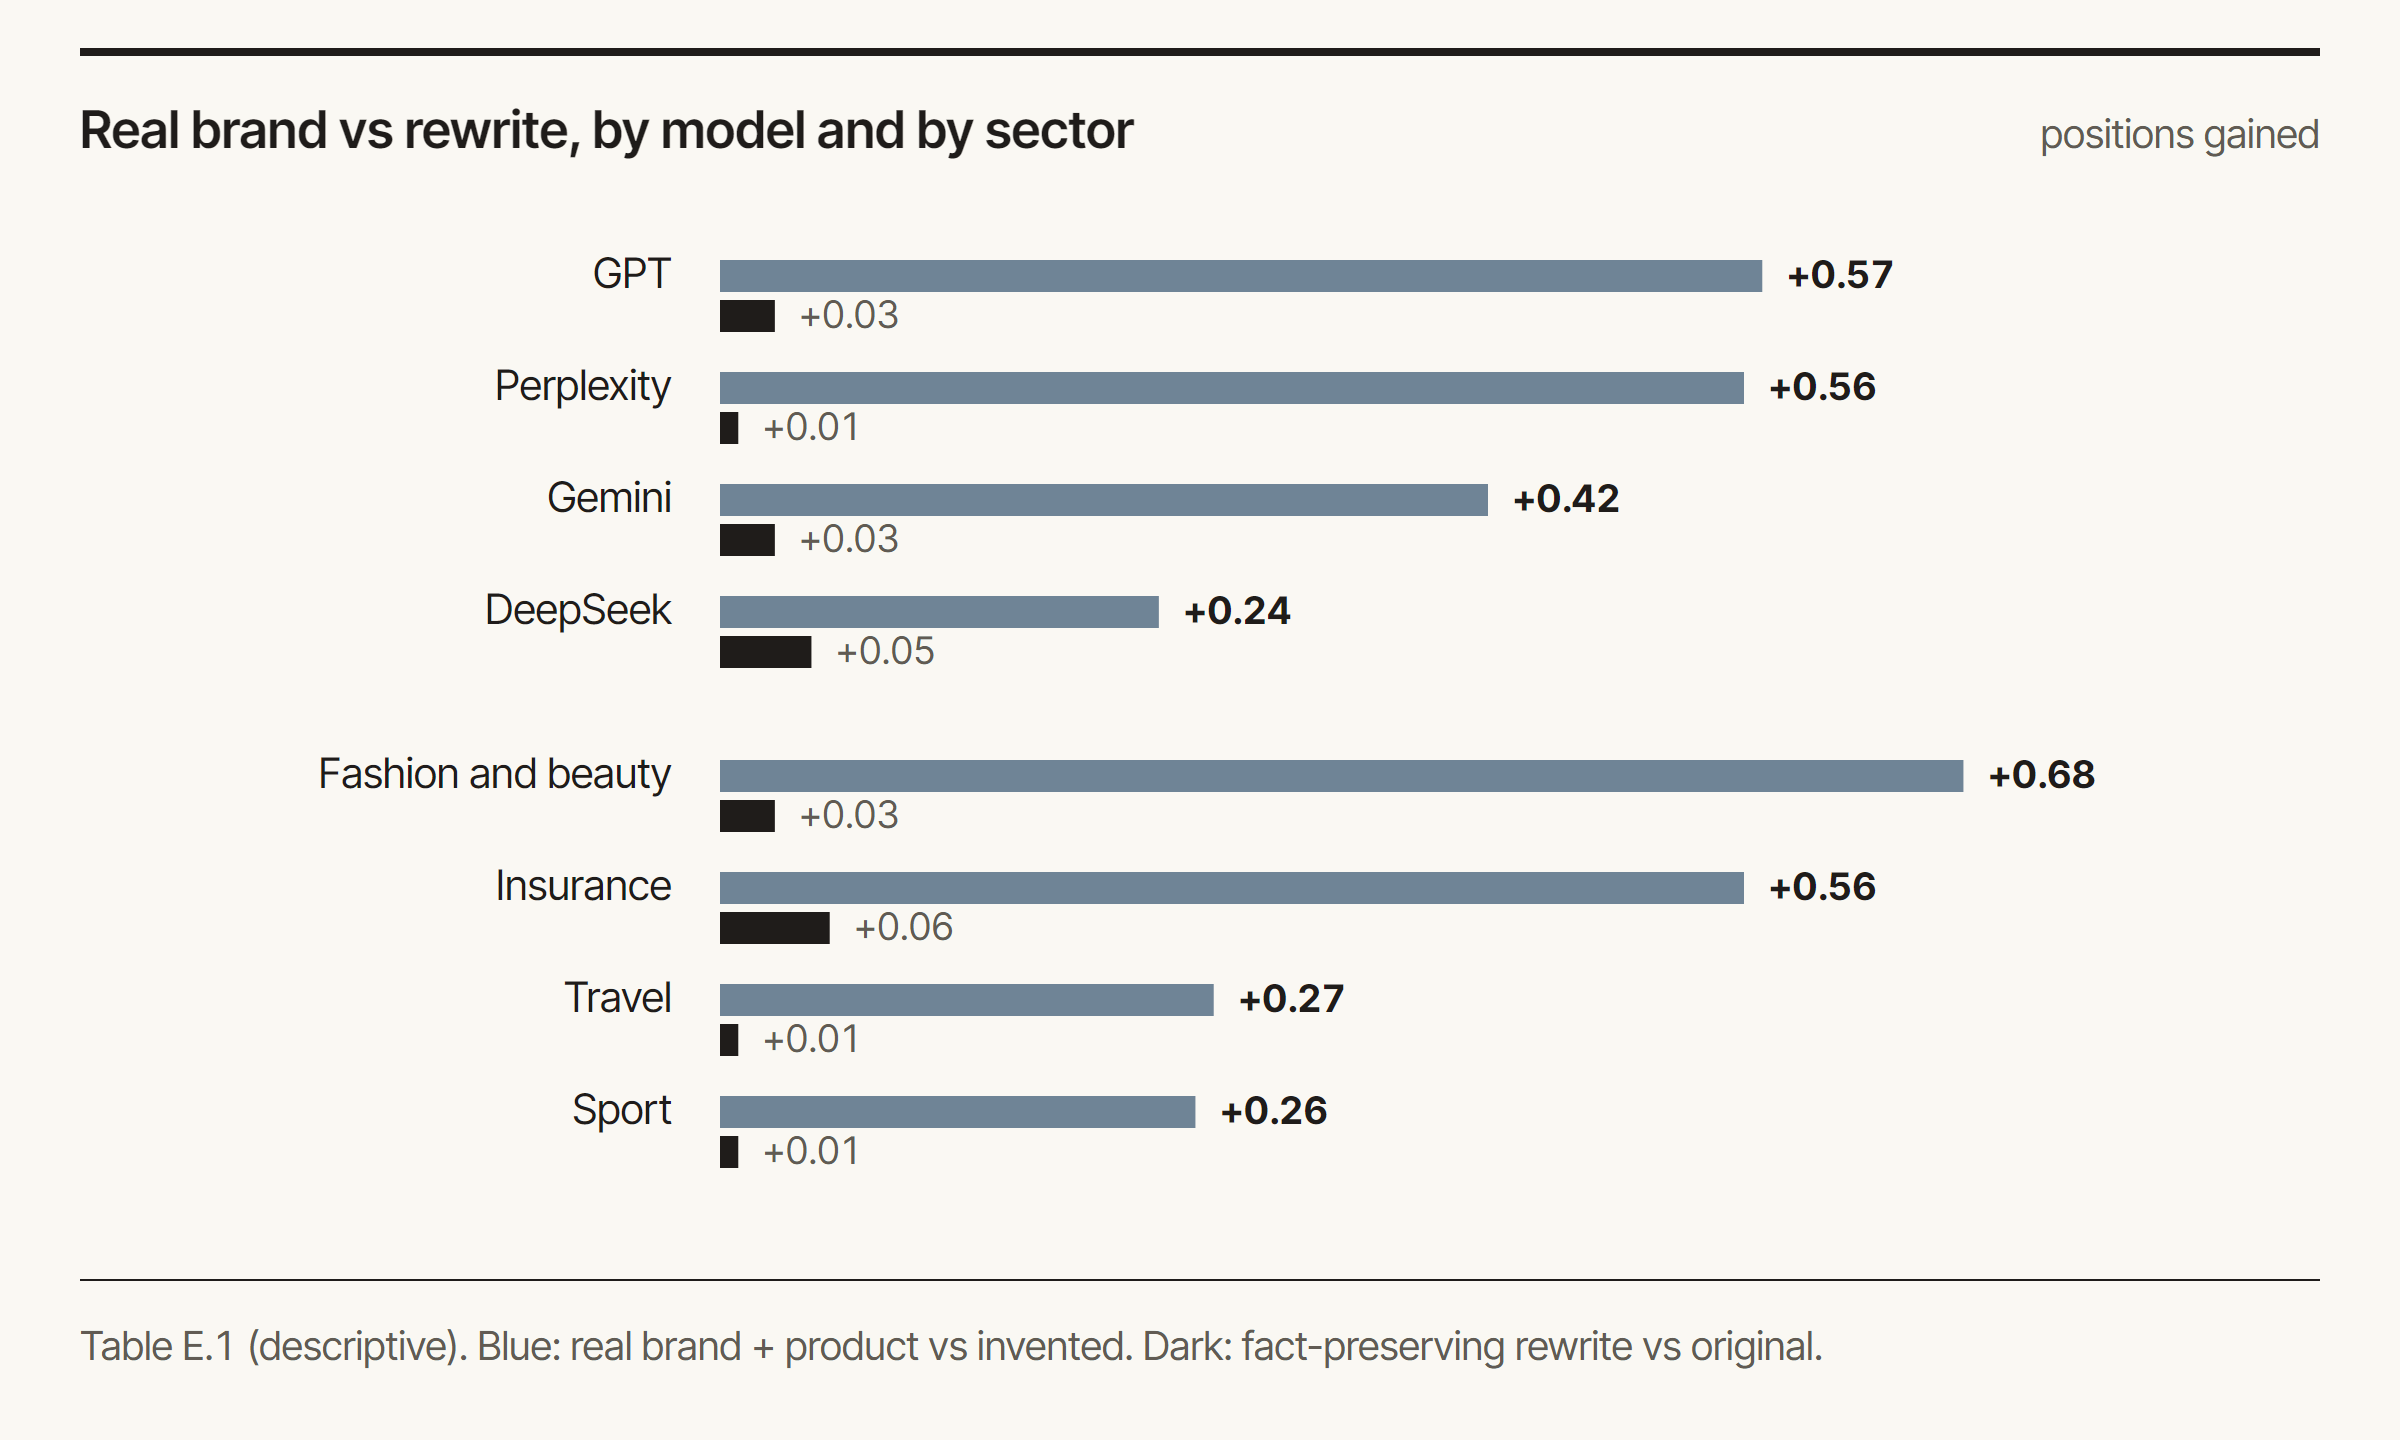 Real brand vs rewrite, by model and by sector
positions gained
GPT
+0.57
+0.03
Perplexity
+0.56
+0.01
Gemini
+0.42
+0.03
DeepSeek
+0.24
+0.05
Fashion and beauty
+0.68
+0.03
Insurance
+0.56
+0.06
Travel
+0.27
+0.01
Sport
+0.26
+0.01
Table E.1 (descriptive). Blue: real brand + product vs invented. Dark: fact-preserving rewrite vs original.